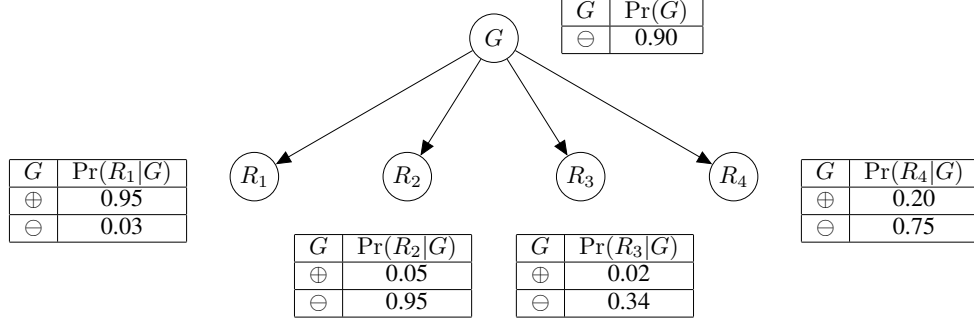 G
G Pr(G)
⊖ 0.90
R₁
R₂
R₃
R₄
G Pr(R₁|G)
⊕ 0.95
⊖ 0.03
G Pr(R₂|G)
⊕ 0.05
⊖ 0.95
G Pr(R₃|G)
⊕ 0.02
⊖ 0.34
G Pr(R₄|G)
⊕ 0.20
⊖ 0.75